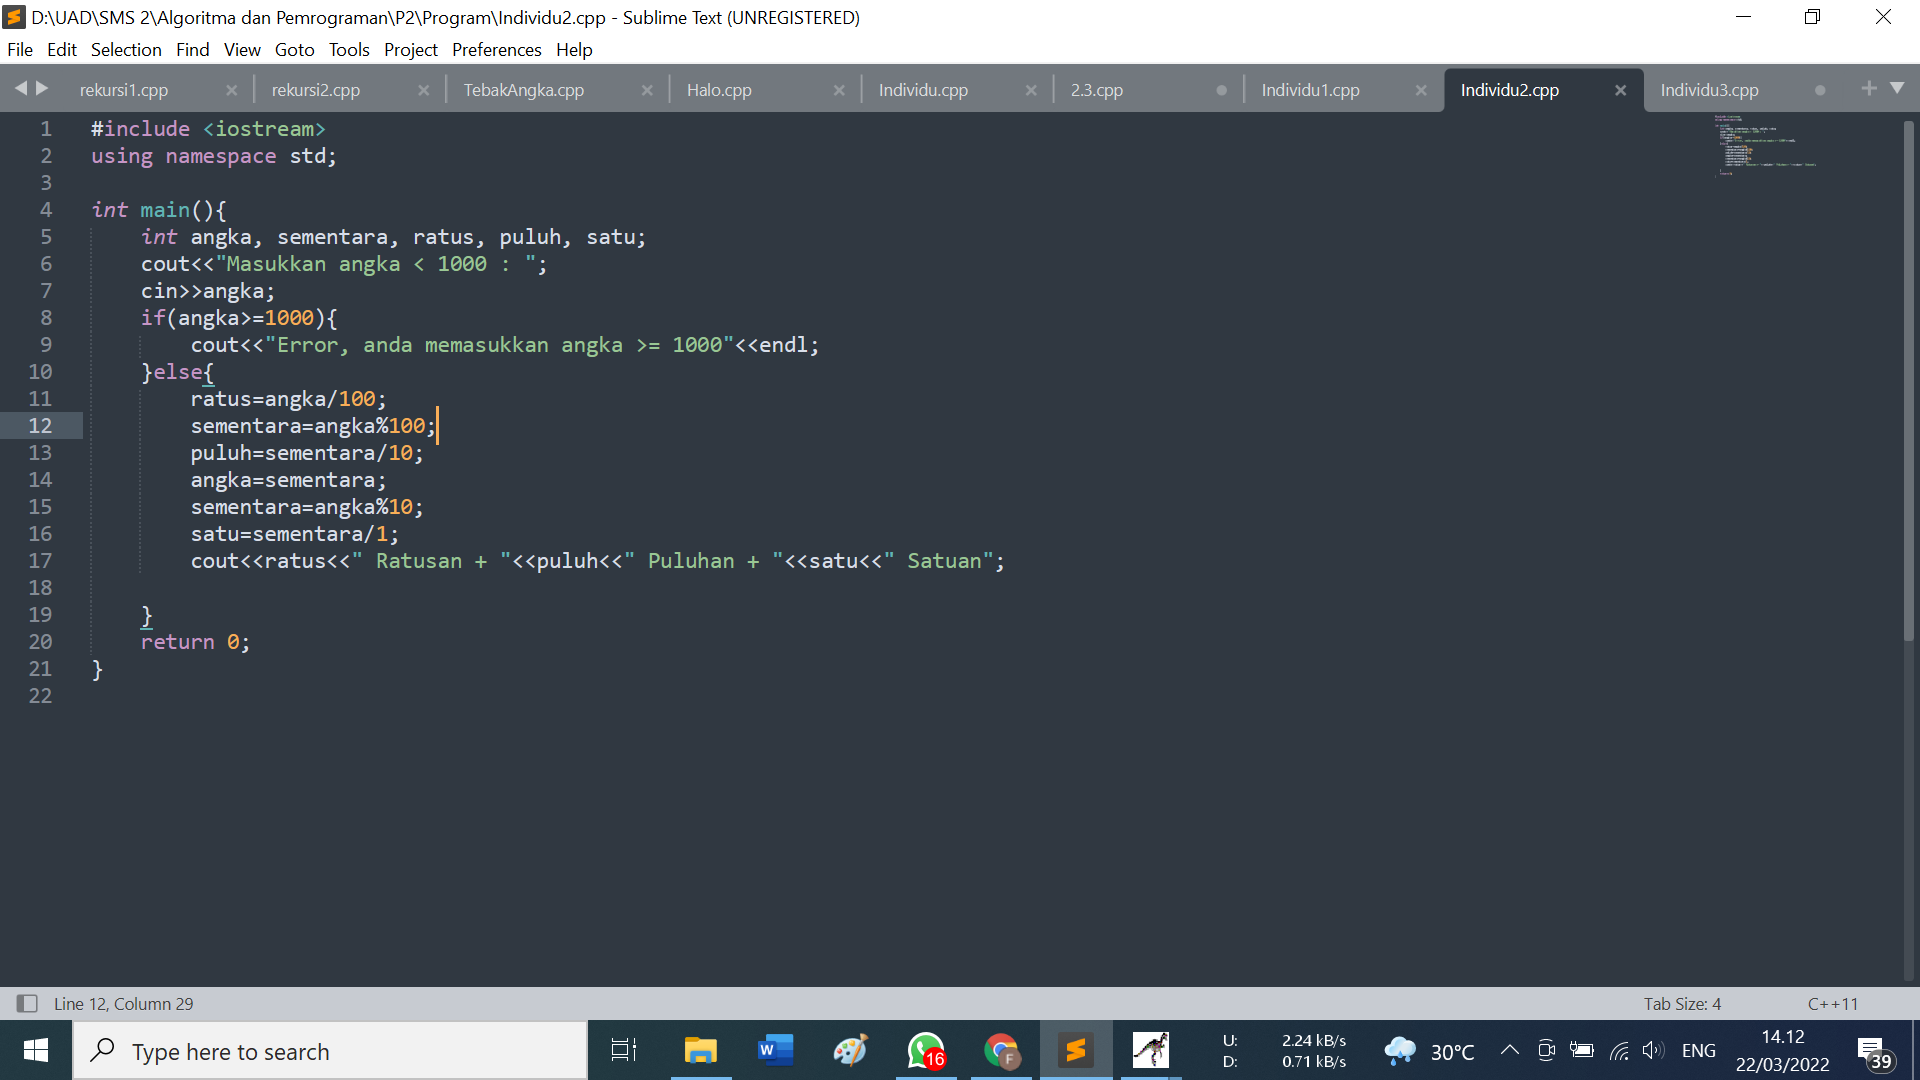 D:\UAD\SMS 2\Algoritma dan Pemrograman\P2\Program\Individu2.cpp - Sublime Text (UNREGISTERED)
File Edit Selection Find View Goto Tools Project Preferences Help
rekursi1.cpp rekursi2.cpp TebakAngka.cpp Halo.cpp Individu.cpp 2.3.cpp Individu1.cpp Individu2.cpp Individu3.cpp
1 #include <iostream>
2 using namespace std;
3
4 int main(){
5 int angka, sementara, ratus, puluh, satu;
6 cout<<"Masukkan angka < 1000 : ";
7 cin>>angka;
8 if(angka>=1000){
9 cout<<"Error, anda memasukkan angka >= 1000"<<endl;
10 }else{
11 ratus=angka/100;
12 sementara=angka%100;
13 puluh=sementara/10;
14 angka=sementara;
15 sementara=angka%10;
16 satu=sementara/1;
17 cout<<ratus<<" Ratusan + "<<puluh<<" Puluhan + "<<satu<<" Satuan";
18
19 }
20 return 0;
21 }
22
Line 12, Column 29 Tab Size: 4 C++11
Type here to search
W
16
F
U: 2.24 kB/s
D: 0.71 kB/s
30°C
ENG
14.12
22/03/2022
39